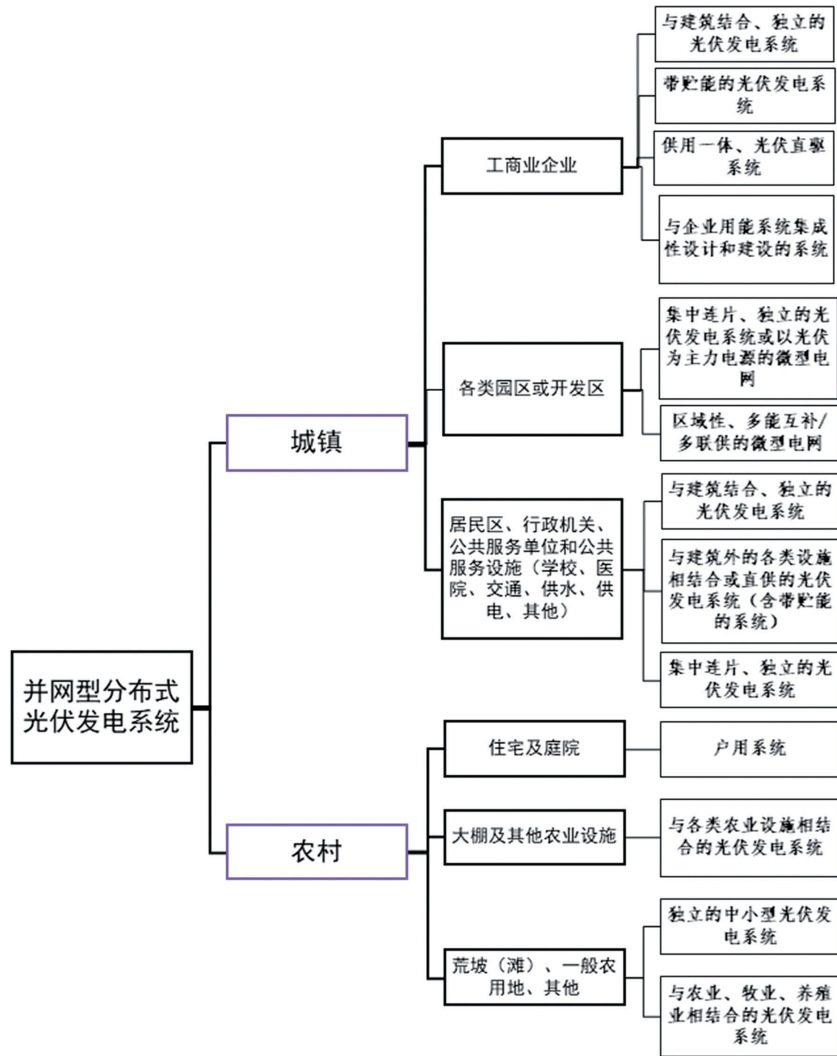 并网型分布式
光伏发电系统
城镇
工商业企业
与建筑结合、独立的
光伏发电系统
带贮能的光伏发电系
统
供用一体、光伏直驱
系统
与企业用能系统集成
性设计和建设的系统
各类园区或开发区
集中连片、独立的光
伏发电系统或以光伏
为主力电源的微型电
网
区域性、多能互补/
多联供的微型电网
居民区、行政机关、
公共服务单位和公共
服务设施（学校、医
院、交通、供水、供
电、其他）
与建筑结合、独立的
光伏发电系统
与建筑外的各类设施
相结合或直供的光伏
发电系统（含带贮能
的系统）
集中连片、独立的光
伏发电系统
农村
住宅及庭院
户用系统
大棚及其他农业设施
与各类农业设施相结
合的光伏发电系统
荒坡（滩）、一般农
用地、其他
独立的中小型光伏发
电系统
与农业、牧业、养殖
业相结合的光伏发电
系统